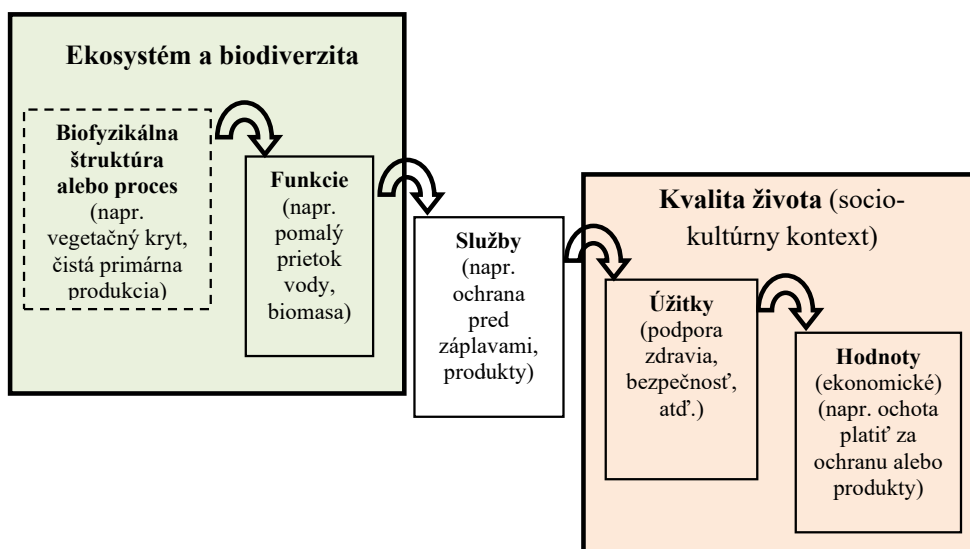 Ekosystém a biodiverzita
Biofyzikálna
štruktúra
alebo proces
(napr.
vegetačný kryt,
čistá primárna
produkcia)
Funkcie
(napr.
pomalý
prietok
vody,
biomasa)
Služby
(napr.
ochrana
pred
záplavami,
produkty)
Kvalita života (socio-
kultúrny kontext)
Úžitky
(podpora
zdravia,
bezpečnosť,
atď.)
Hodnoty
(ekonomické)
(napr. ochota
platiť za
ochranu alebo
produkty)